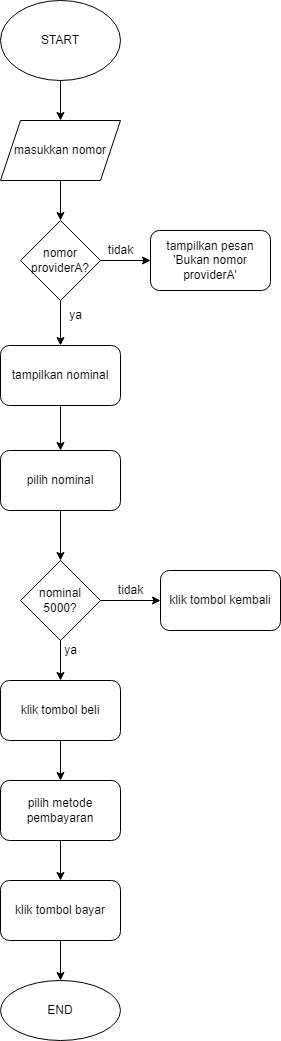 START
masukkan nomor
nomor
providerA?
tidak
tampilkan pesan
'Bukan nomor
providerA'
ya
tampilkan nominal
pilih nominal
nominal
5000?
tidak
klik tombol kembali
ya
klik tombol beli
pilih metode
pembayaran
klik tombol bayar
END